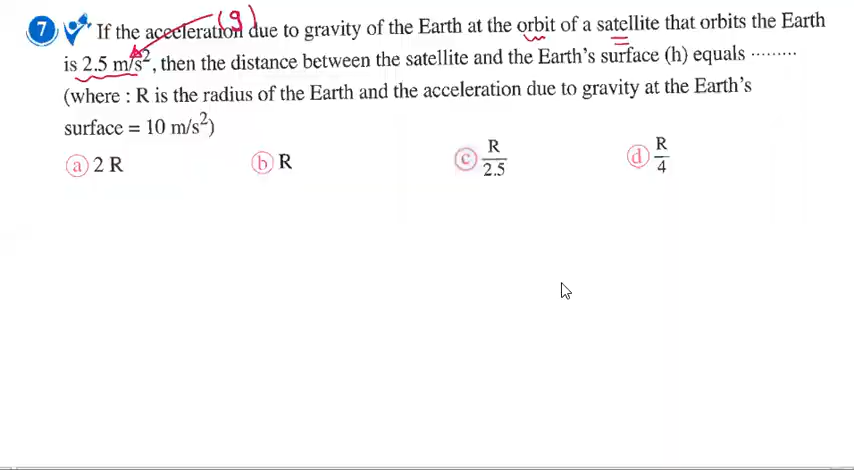 (g)
7 If the acceleration due to gravity of the Earth at the orbit of a satellite that orbits the Earth
is 2.5 m/s², then the distance between the satellite and the Earth's surface (h) equals ·········
(where : R is the radius of the Earth and the acceleration due to gravity at the Earth's
surface = 10 m/s²)
a 2 R b R c R/2.5 d R/4